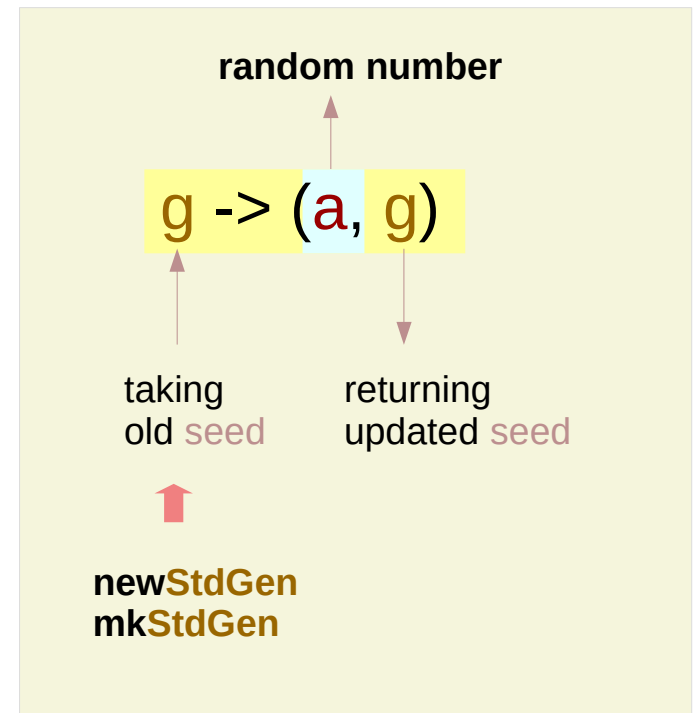 random number
g -> (a, g)
taking
old seed
returning
updated seed
newStdGen
mkStdGen